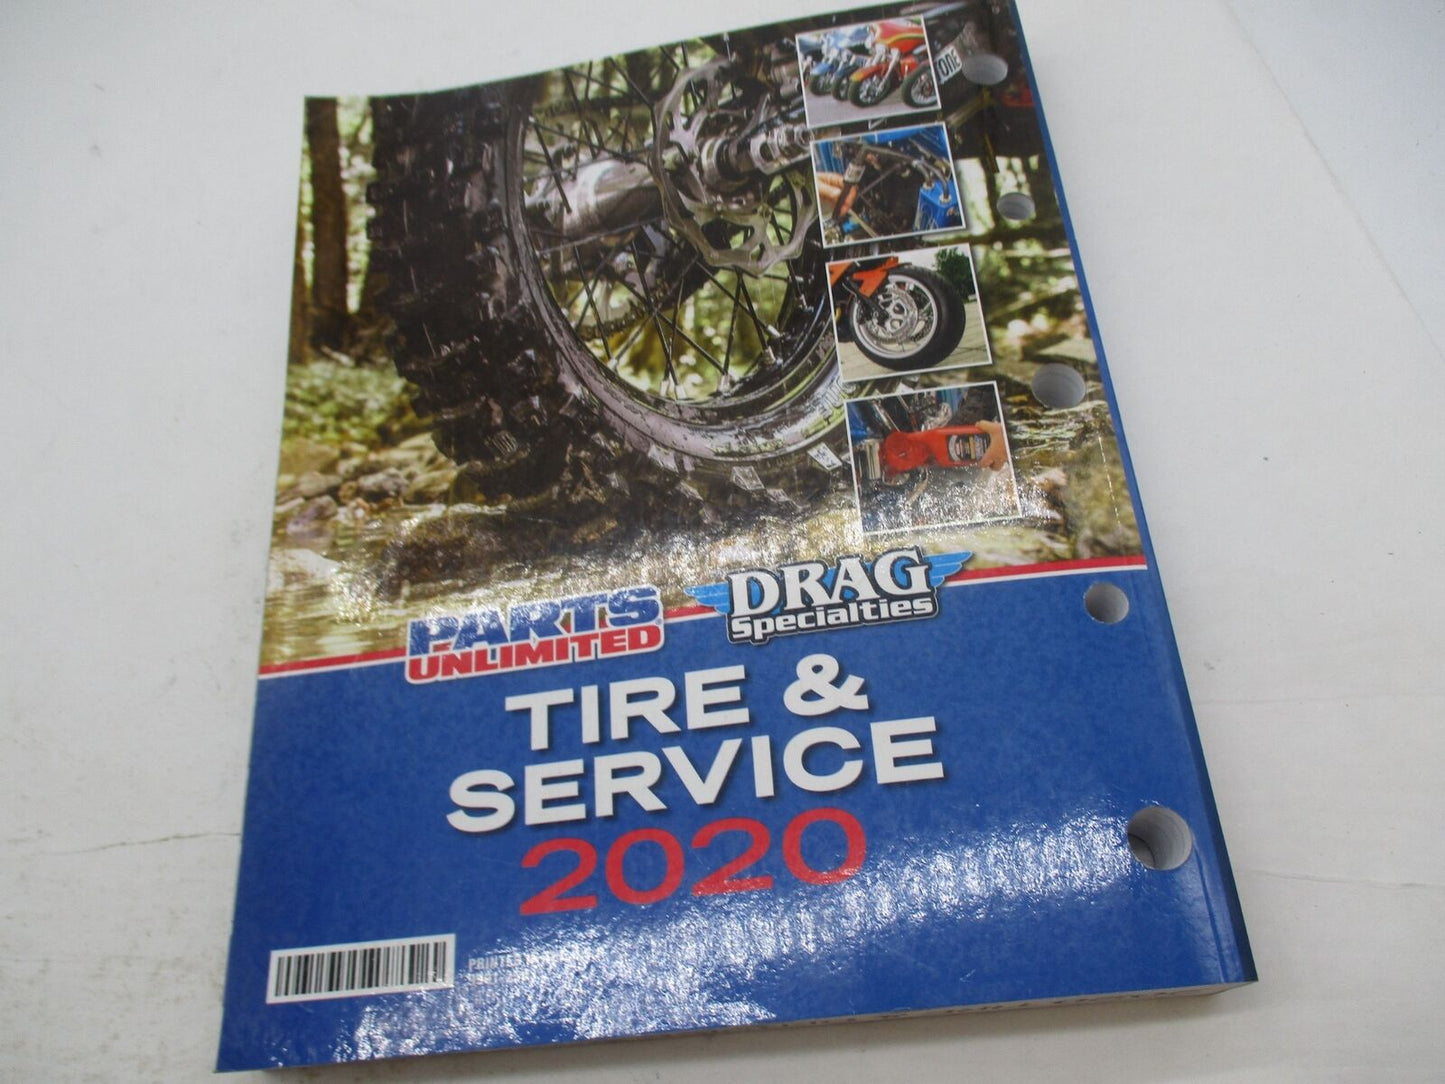 PARTS
UNLIMITED
DRAG
Specialties
TIRE &
SERVICE
2020